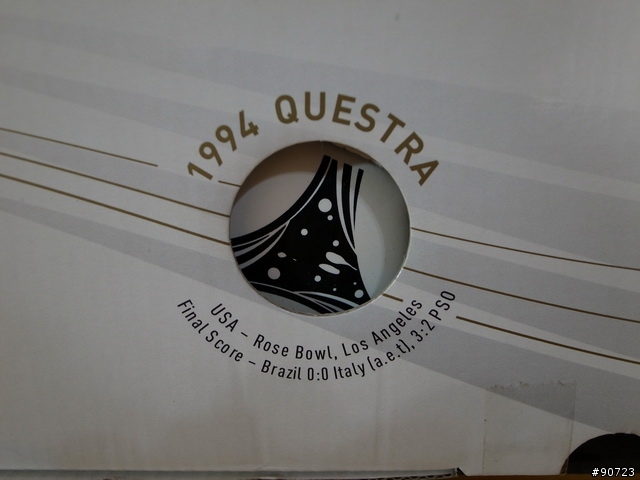 1994 QUESTRA
USA - Rose Bowl, Los Angeles
Final Score - Brazil 0:0 Italy (a.e.t), 3:2 PSO
#90723